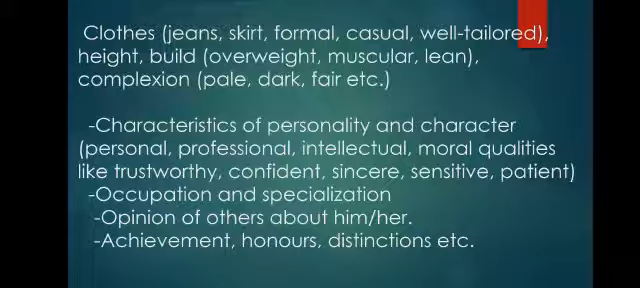 Clothes (jeans, skirt, formal, casual, well-tailored),
height, build (overweight, muscular, lean),
complexion (pale, dark, fair etc.)
-Characteristics of personality and character
(personal, professional, intellectual, moral qualities
like trustworthy, confident, sincere, sensitive, patient)
-Occupation and specialization
-Opinion of others about him/her.
-Achievement, honours, distinctions etc.